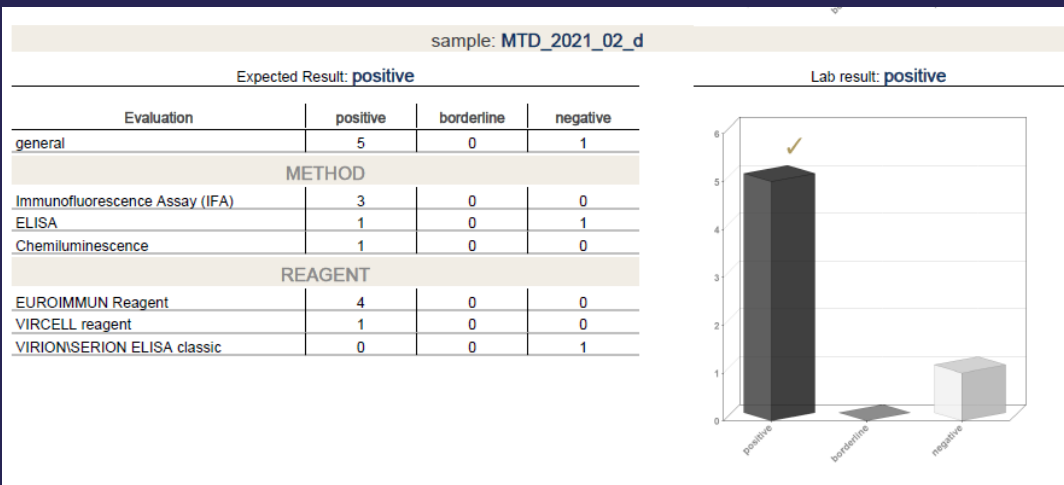 sample: MTD_2021_02_d
Expected Result: positive
Lab result: positive
Evaluation positive borderline negative
general 5 0 1
METHOD
Immunofluorescence Assay (IFA) 3 0 0
ELISA 1 0 1
Chemiluminescence 1 0 0
REAGENT
EUROIMMUN Reagent 4 0 0
VIRCELL reagent 1 0 0
VIRION\SERION ELISA classic 0 0 1
6
5
4
3
2
1
0
positive
borderline
negative